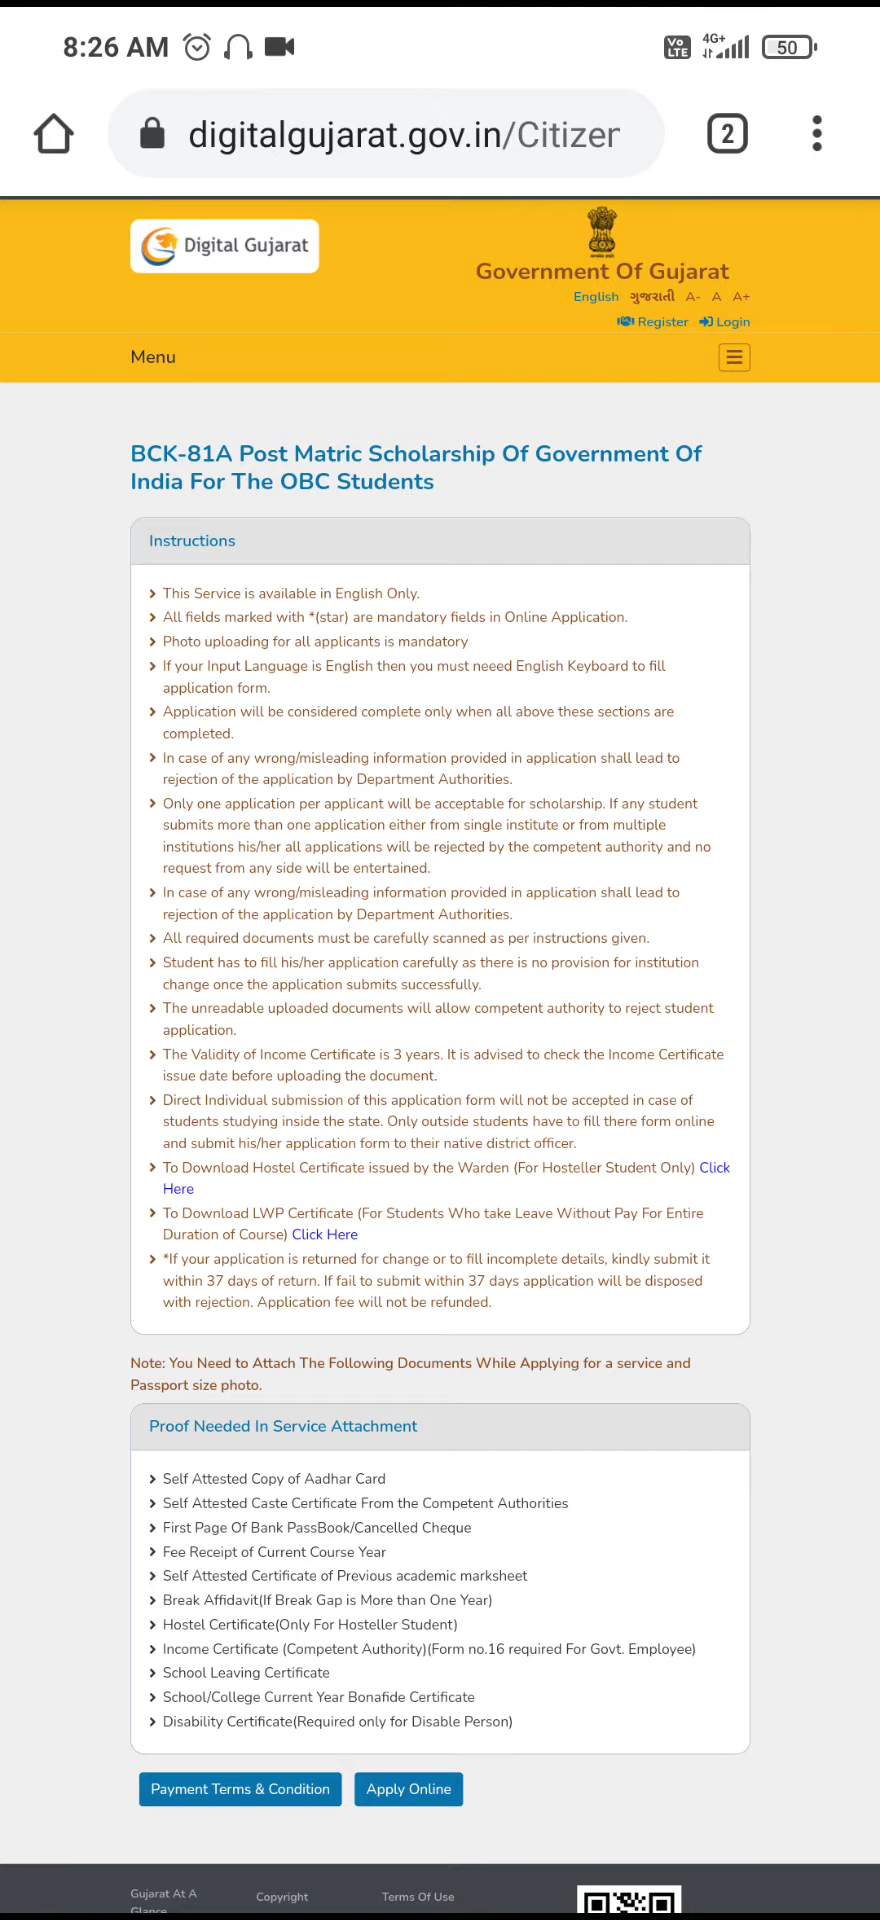 8:26 AM
Vo LTE 4G+ 50
digitalgujarat.gov.in/Citizen
2
Digital Gujarat
Government Of Gujarat
English ગુજરાતી A- A A+
Register Login
Menu
BCK-81A Post Matric Scholarship Of Government Of
India For The OBC Students
Instructions
This Service is available in English Only.
All fields marked with *(star) are mandatory fields in Online Application.
Photo uploading for all applicants is mandatory
If your Input Language is English then you must neeed English Keyboard to fill
application form.
Application will be considered complete only when all above these sections are
completed.
In case of any wrong/misleading information provided in application shall lead to
rejection of the application by Department Authorities.
Only one application per applicant will be acceptable for scholarship. If any student
submits more than one application either from single institute or from multiple
institutions his/her all applications will be rejected by the competent authority and no
request from any side will be entertained.
In case of any wrong/misleading information provided in application shall lead to
rejection of the application by Department Authorities.
All required documents must be carefully scanned as per instructions given.
Student has to fill his/her application carefully as there is no provision for institution
change once the application submits successfully.
The unreadable uploaded documents will allow competent authority to reject student
application.
The Validity of Income Certificate is 3 years. It is advised to check the Income Certificate
issue date before uploading the document.
Direct Individual submission of this application form will not be accepted in case of
students studying inside the state. Only outside students have to fill there form online
and submit his/her application form to their native district officer.
To Download Hostel Certificate issued by the Warden (For Hosteller Student Only) Click
Here
To Download LWP Certificate (For Students Who take Leave Without Pay For Entire
Duration of Course) Click Here
*If your application is returned for change or to fill incomplete details, kindly submit it
within 37 days of return. If fail to submit within 37 days application will be disposed
with rejection. Application fee will not be refunded.
Note: You Need to Attach The Following Documents While Applying for a service and
Passport size photo.
Proof Needed In Service Attachment
Self Attested Copy of Aadhar Card
Self Attested Caste Certificate From the Competent Authorities
First Page Of Bank PassBook/Cancelled Cheque
Fee Receipt of Current Course Year
Self Attested Certificate of Previous academic marksheet
Break Affidavit(If Break Gap is More than One Year)
Hostel Certificate(Only For Hosteller Student)
Income Certificate (Competent Authority)(Form no.16 required For Govt. Employee)
School Leaving Certificate
School/College Current Year Bonafide Certificate
Disability Certificate(Required only for Disable Person)
Payment Terms & Condition Apply Online
Gujarat At A Copyright Terms Of Use
Glance